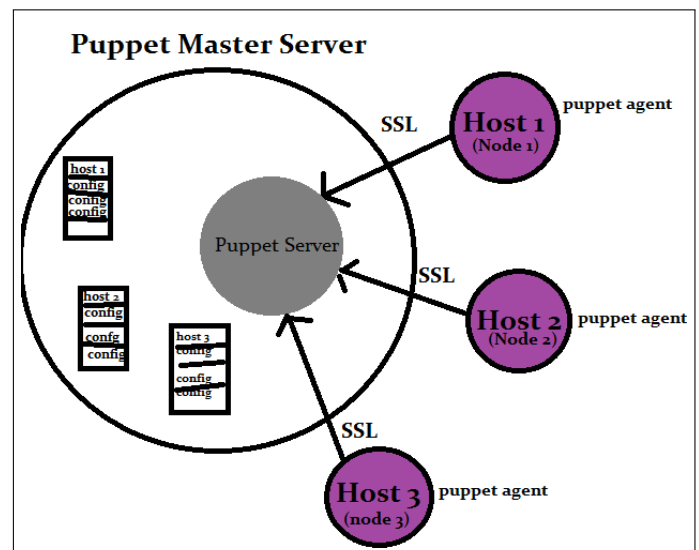 Puppet Master Server
SSL
Host 1
(Node 1)
puppet agent
host 1
config
config
config
Puppet Server
SSL
Host 2
(Node 2)
puppet agent
host 2
config
confg
config
host 3
config
config
config
SSL
Host 3
(node 3)
puppet agent